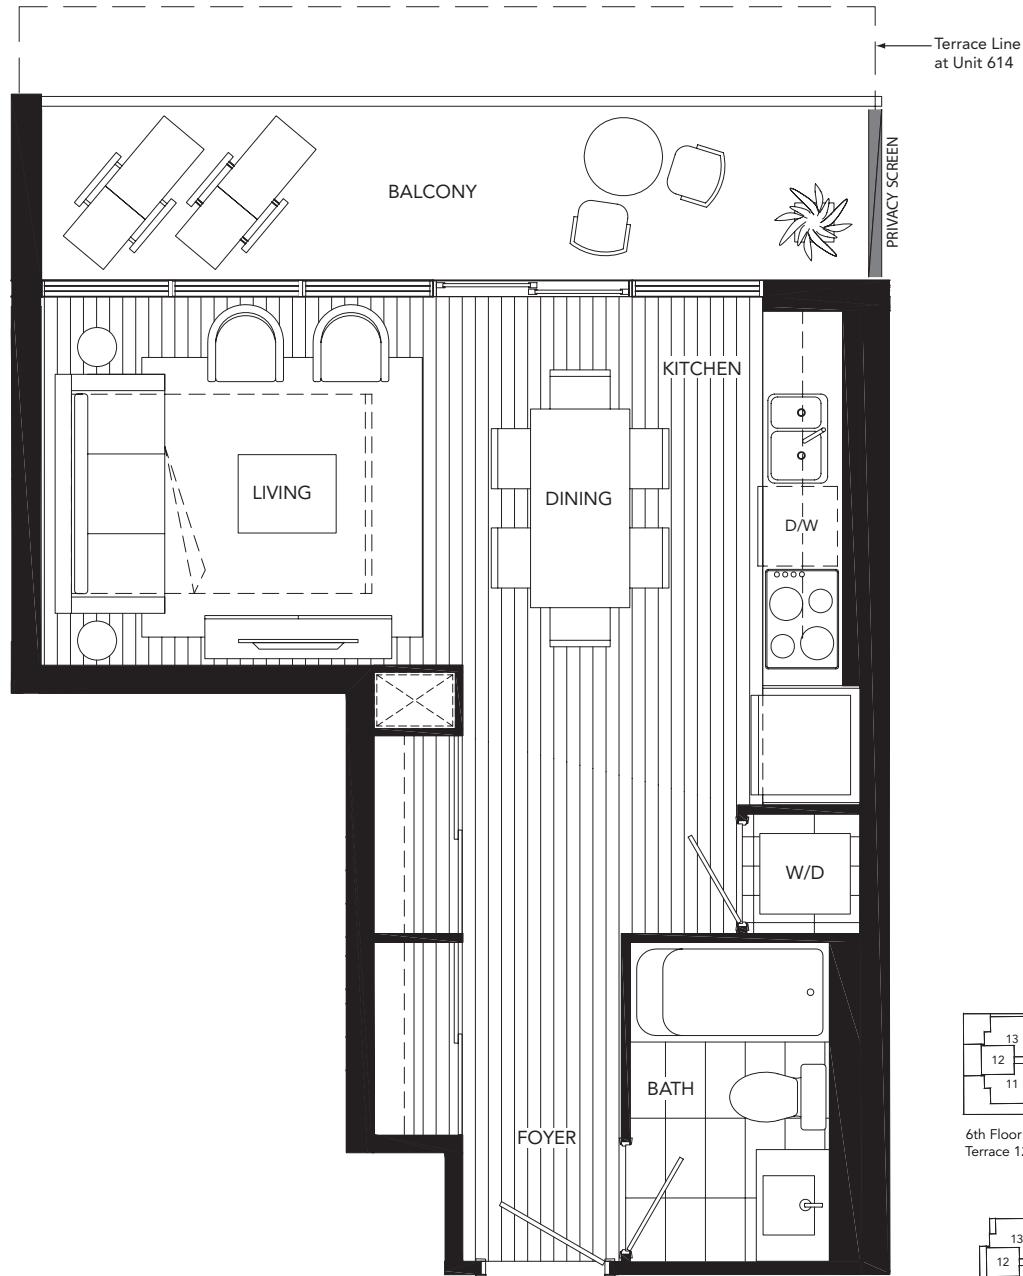 Terrace Line
at Unit 614
BALCONY
PRIVACY SCREEN
KITCHEN
LIVING
DINING
D/W
W/D
BATH
FOYER
13
12
11
6th Floor
Terrace
13
12